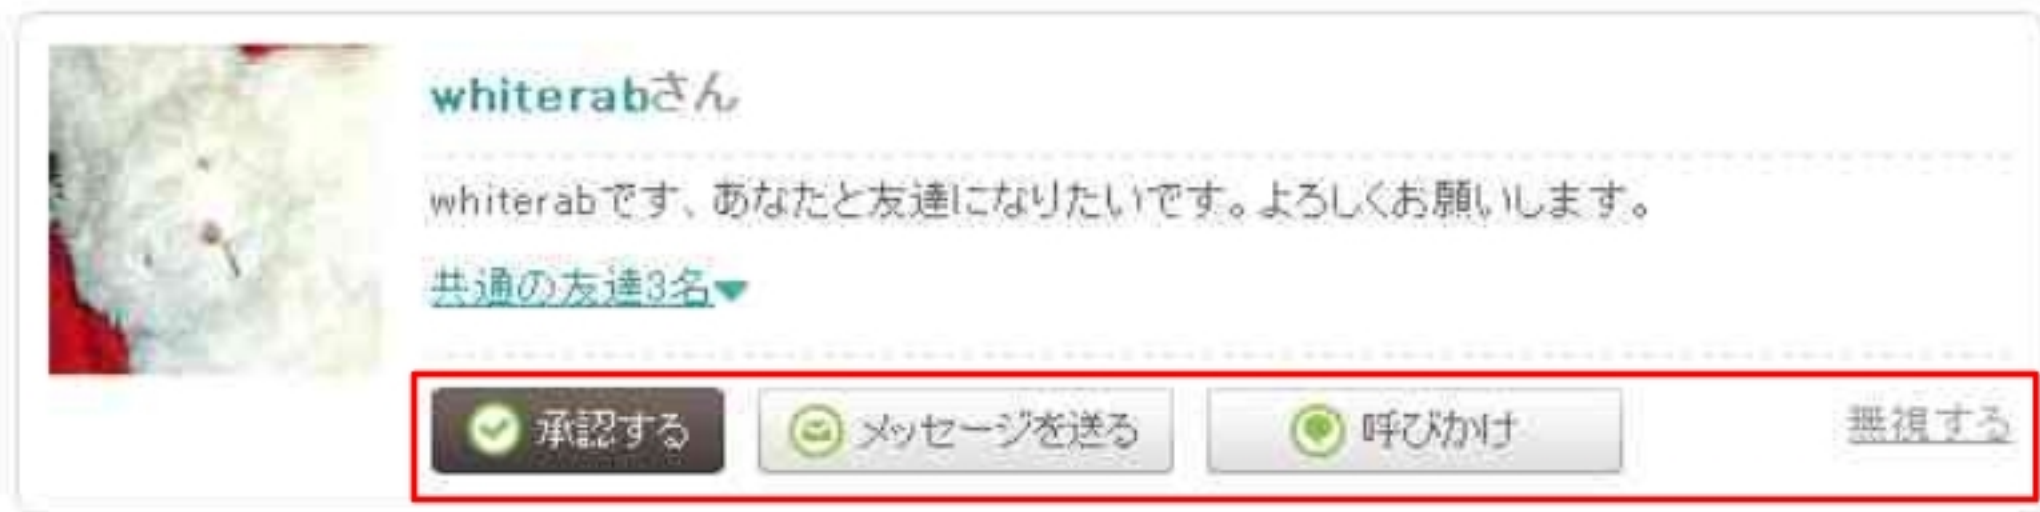 whiterabさん
whiterabです、あなたと友達になりたいです。よろしくお願いします。
共通の友達3名▼
承認する メッセージを送る 呼びかけ 無視する